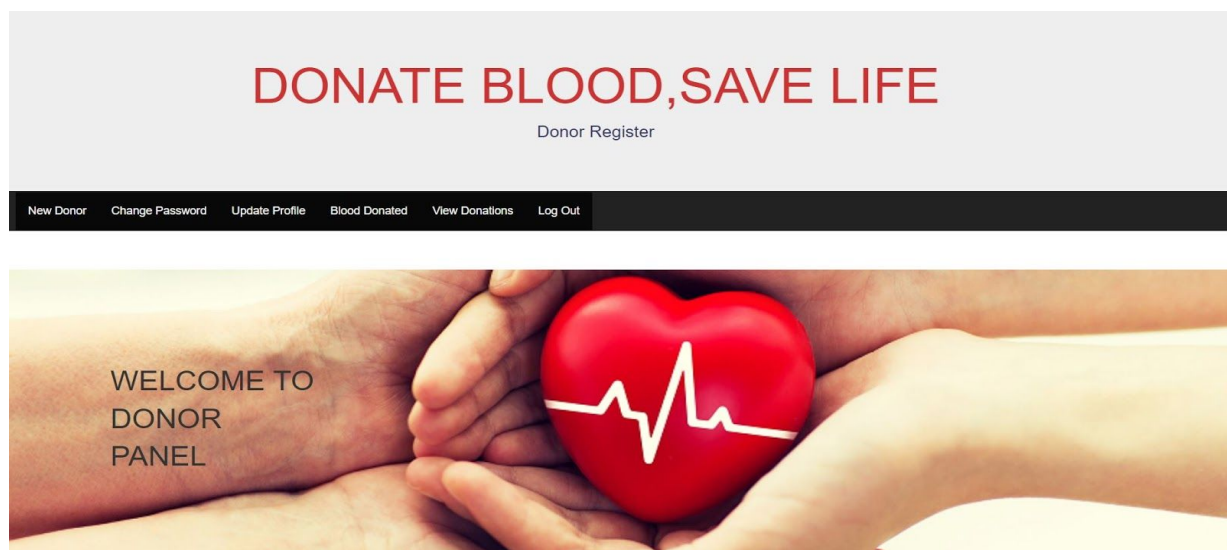 DONATE BLOOD,SAVE LIFE
Donor Register
New Donor Change Password Update Profile Blood Donated View Donations Log Out
WELCOME TO
DONOR
PANEL